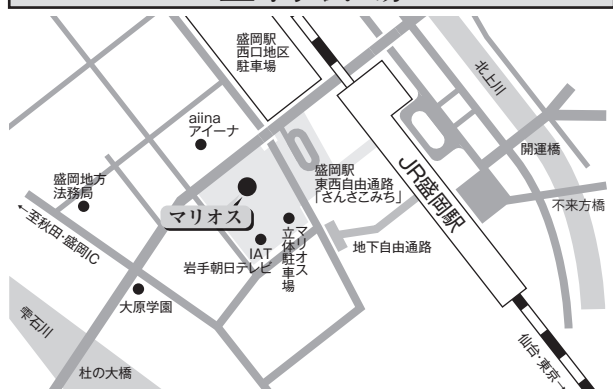 盛岡駅
西口地区
駐車場
北上川
aiina
アイーナ
開運橋
盛岡駅
東西自由通路
「さんさこみち」
JR盛岡駅
盛岡地方
法務局
不来方橋
マリオス
←至秋田・盛岡IC
マリオス
立体駐車場
地下自由通路
IAT
岩手朝日テレビ
大原学園
雫石川
杜の大橋
仙台・東京→